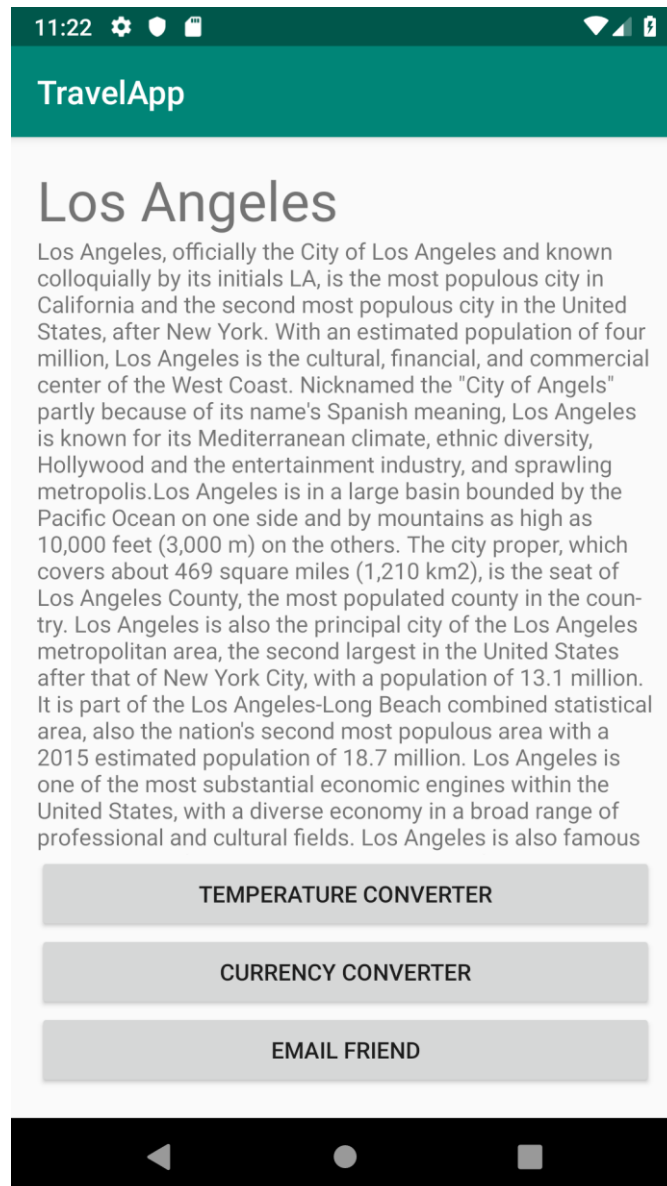 11:22
TravelApp
Los Angeles
Los Angeles, officially the City of Los Angeles and known
colloquially by its initials LA, is the most populous city in
California and the second most populous city in the United
States, after New York. With an estimated population of four
million, Los Angeles is the cultural, financial, and commercial
center of the West Coast. Nicknamed the "City of Angels"
partly because of its name's Spanish meaning, Los Angeles
is known for its Mediterranean climate, ethnic diversity,
Hollywood and the entertainment industry, and sprawling
metropolis.Los Angeles is in a large basin bounded by the
Pacific Ocean on one side and by mountains as high as
10,000 feet (3,000 m) on the others. The city proper, which
covers about 469 square miles (1,210 km2), is the seat of
Los Angeles County, the most populated county in the coun-
try. Los Angeles is also the principal city of the Los Angeles
metropolitan area, the second largest in the United States
after that of New York City, with a population of 13.1 million.
It is part of the Los Angeles-Long Beach combined statistical
area, also the nation's second most populous area with a
2015 estimated population of 18.7 million. Los Angeles is
one of the most substantial economic engines within the
United States, with a diverse economy in a broad range of
professional and cultural fields. Los Angeles is also famous
TEMPERATURE CONVERTER
CURRENCY CONVERTER
EMAIL FRIEND